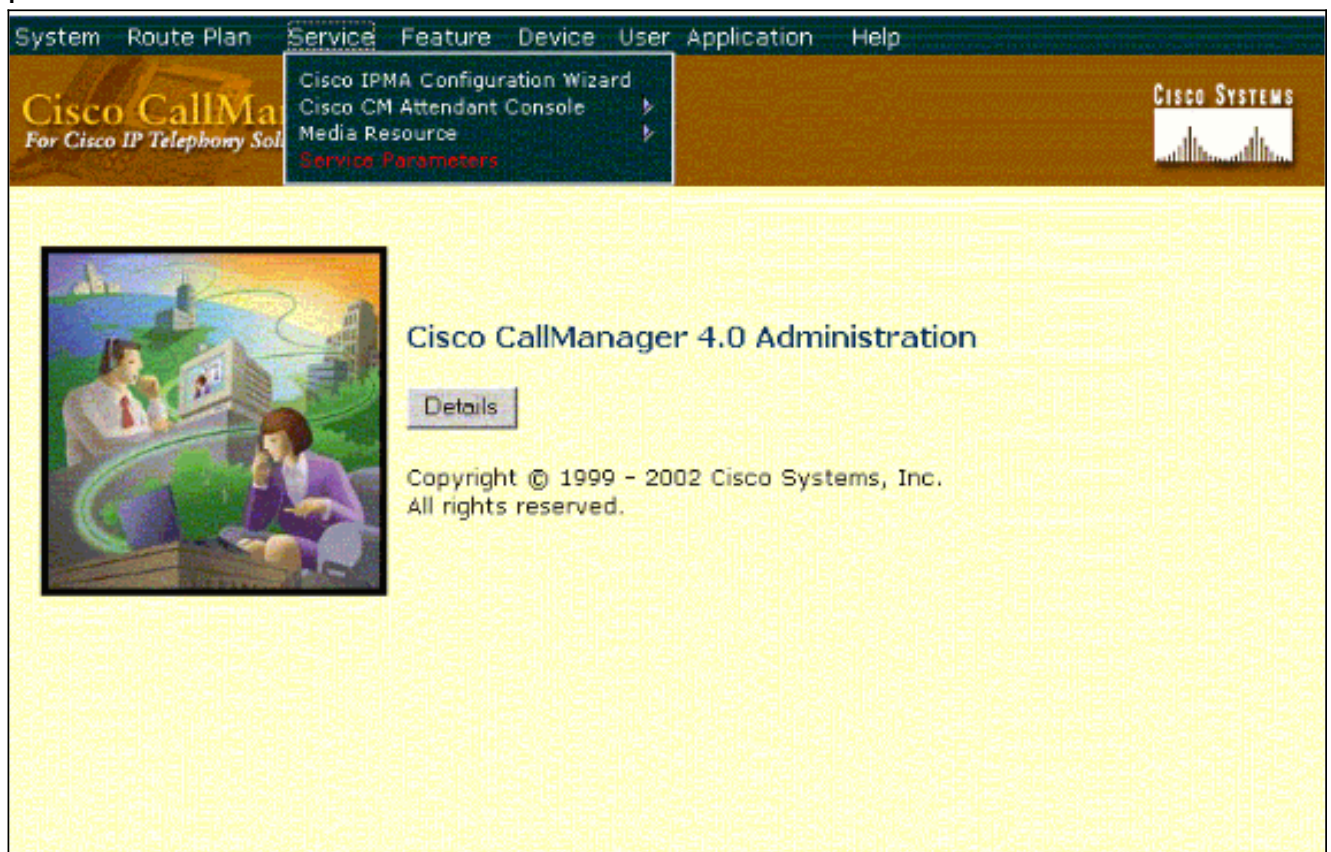 System Route Plan Service Feature Device User Application Help
Cisco IPMA Configuration Wizard
Cisco CM Attendant Console
Media Resource
Service Parameters
Cisco CallMa
For Cisco IP Telephony Sol
CISCO SYSTEMS
Cisco CallManager 4.0 Administration
Details
Copyright © 1999 - 2002 Cisco Systems, Inc.
All rights reserved.